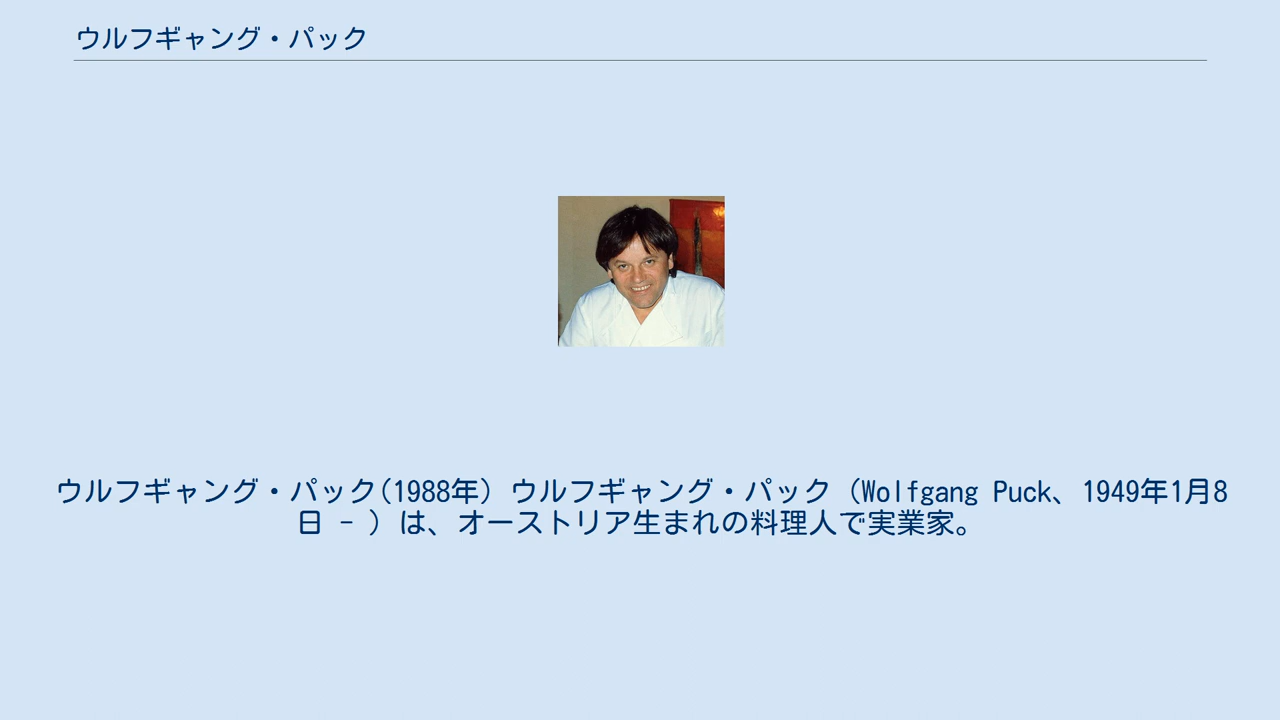 ウルフギャング・パック
ウルフギャング・パック(1988年) ウルフギャング・パック (Wolfgang Puck、1949年1月8
日 - ) は、オーストリア生まれの料理人で実業家。